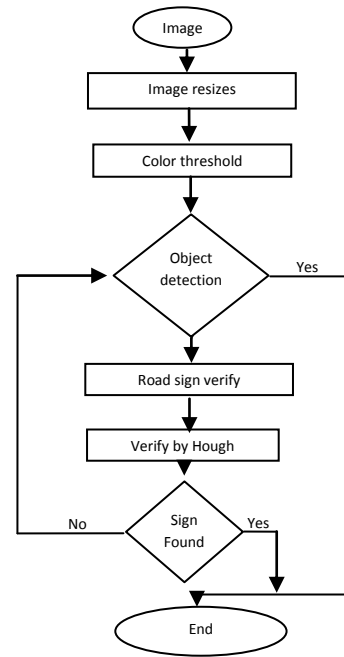 Image
Image resizes
Color threshold
Object
detection
Yes
Road sign verify
Verify by Hough
Sign
Found
No
Yes
End